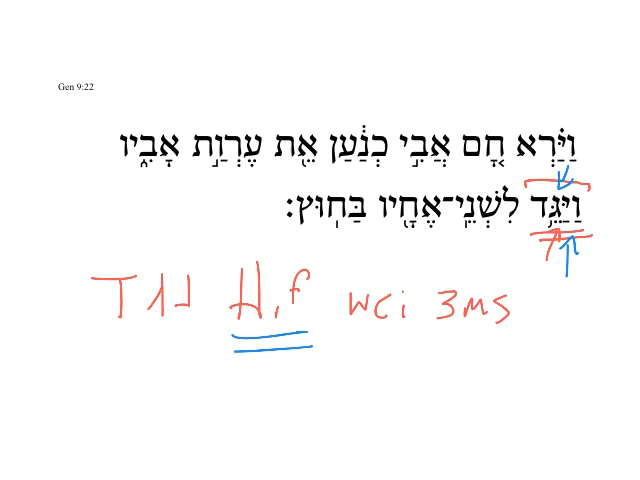 Gen 9:22
וַיַּ֗רְא חָ֚ם אֲבִ֣י כְנַ֔עַן אֵ֖ת עֶרְוַ֣ת אָבִ֑יו
וַיַּגֵּ֥ד לִשְׁנֵֽי־אֶחָ֖יו בַּחֽוּץ׃
נגד Hif wci 3ms